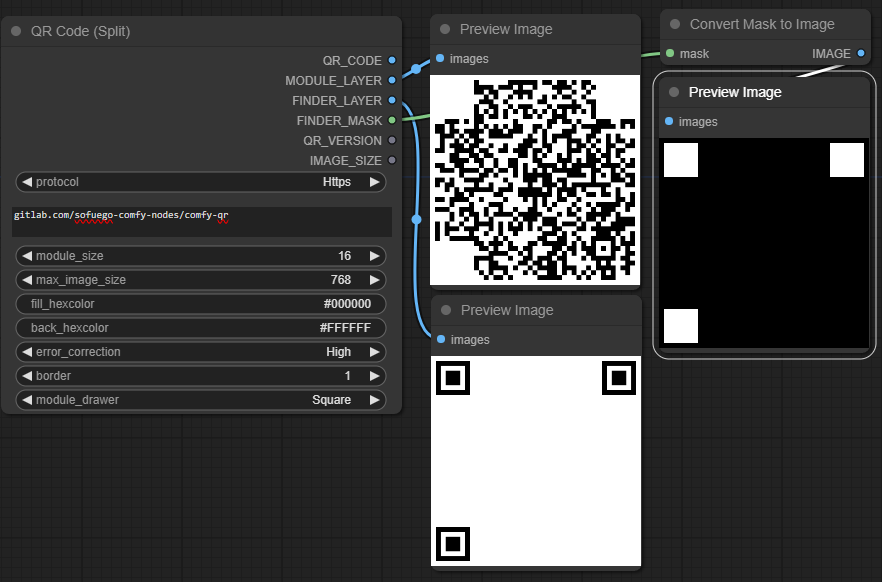 QR Code (Split)
QR_CODE
MODULE_LAYER
FINDER_LAYER
FINDER_MASK
QR_VERSION
IMAGE_SIZE
protocol Https
gitlab.com/sofuego-comfy-nodes/comfy-qr
module_size 16
max_image_size 768
fill_hexcolor #000000
back_hexcolor #FFFFFF
error_correction High
border 1
module_drawer Square
Preview Image
images
Preview Image
images
Convert Mask to Image
mask IMAGE
Preview Image
images